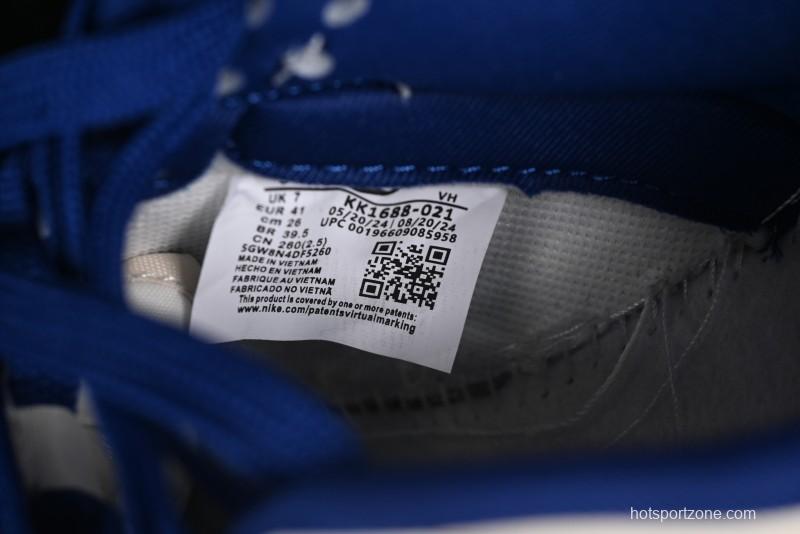 UK 7
EUR 41
cm 26
BR 39.5
CN 260(2.5)
SGW8N4DF5260
MADE IN VIETNAM
HECHO EN VIETNAM
FABRIQUE AU VIETNAM
FABRICADO NO VIETNÃ
This product is covered by one or more patents:
www.nike.com/patentsvirtualmarking
VH
KK1688-021
05/20/24 | 08/20/24
UPC 00196609085958
hotsportzone.com